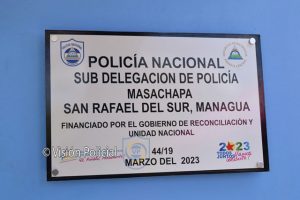 POLICÍA NACIONAL
SUB DELEGACION DE POLICÍA
MASACHAPA
SAN RAFAEL DEL SUR, MANAGUA
FINANCIADO POR EL GOBIERNO DE RECONCILIACIÓN Y
UNIDAD NACIONAL
44/19
2023
MARZO DEL 2023
© Visión Policial